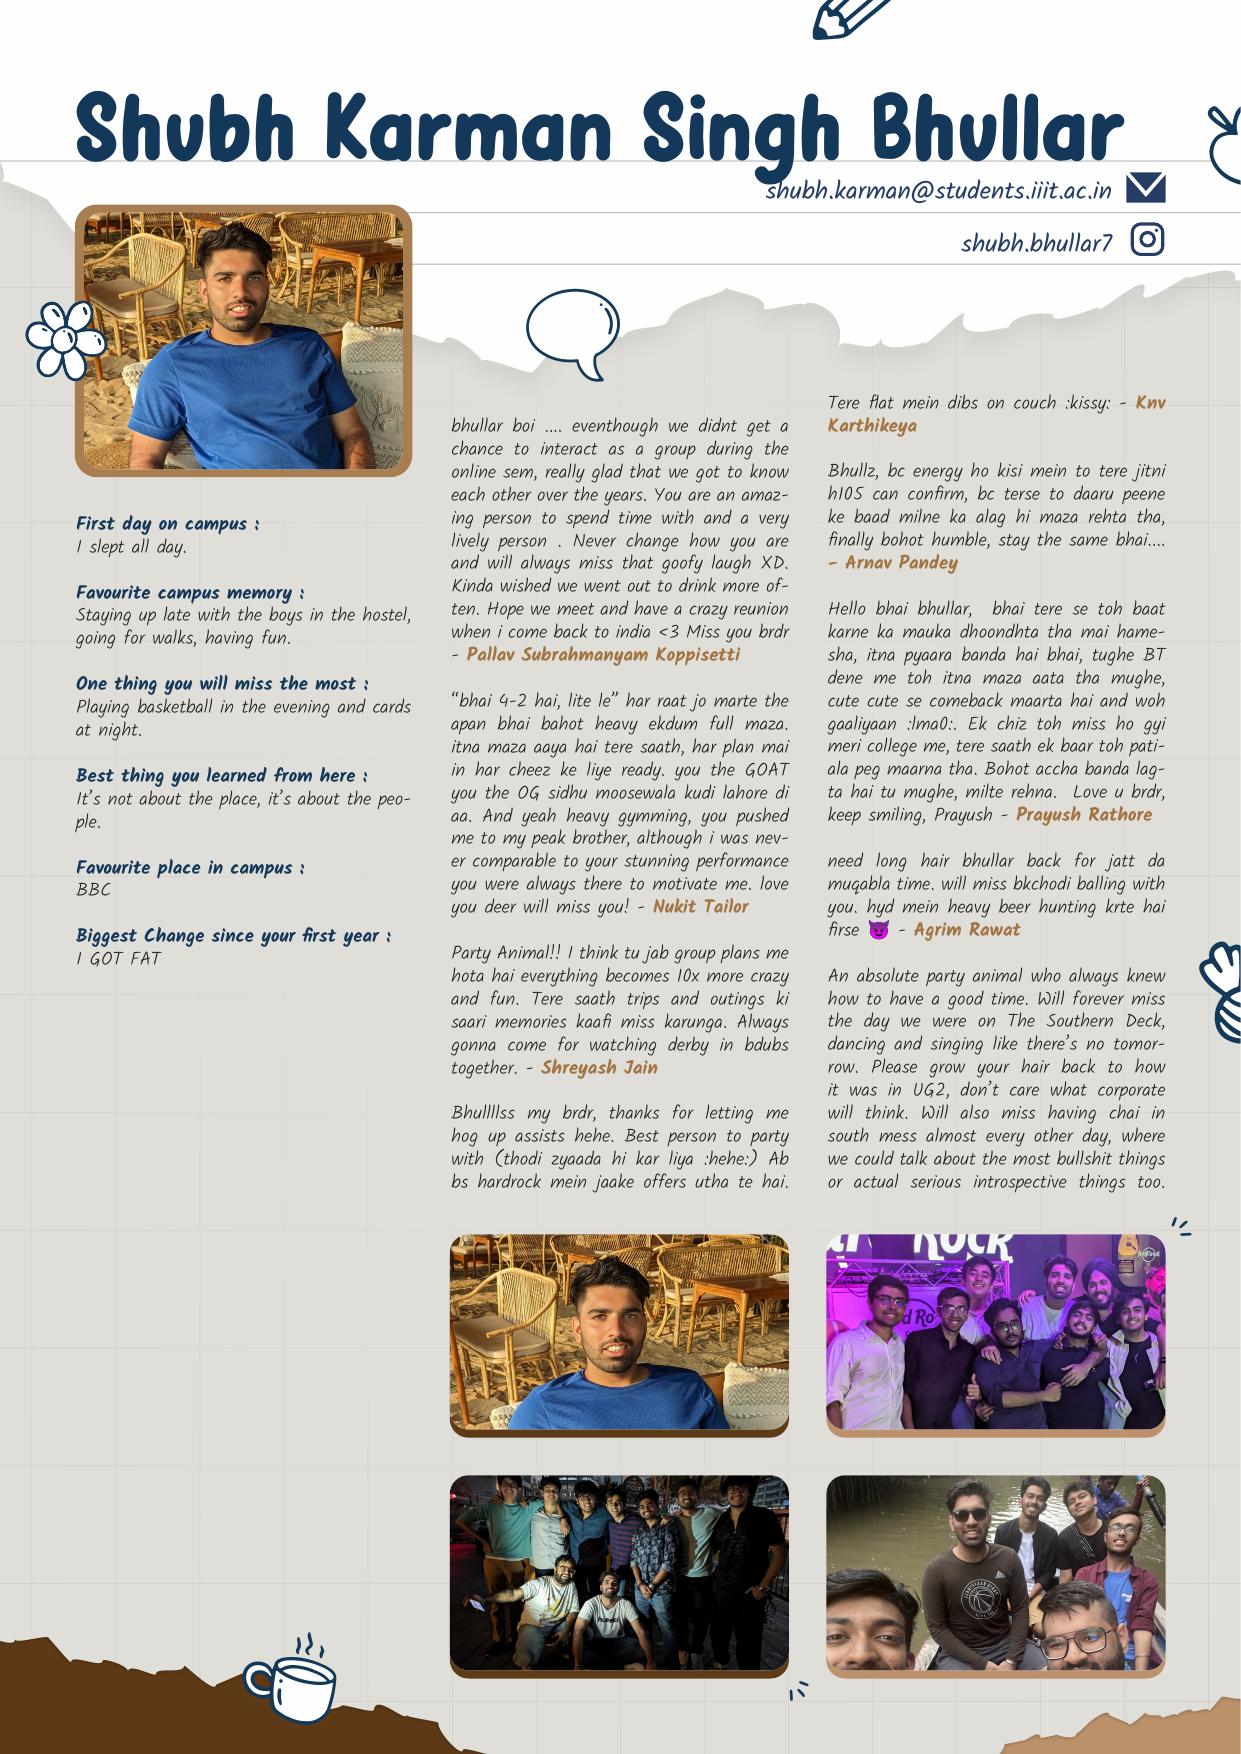 Shubh Karman Singh Bhullar
shubh.karman@students.iiit.ac.in
shubh.bhullar7
First day on campus :
I slept all day.
Favourite campus memory :
Staying up late with the boys in the hostel,
going for walks, having fun.
One thing you will miss the most :
Playing basketball in the evening and cards
at night.
Best thing you learned from here :
It's not about the place, it's about the peo-
ple.
Favourite place in campus :
BBC
Biggest Change since your first year :
I GOT FAT
bhullar boi .... eventhough we didnt get a
chance to interact as a group during the
online sem, really glad that we got to know
each other over the years. You are an amaz-
ing person to spend time with and a very
lively person . Never change how you are
and will always miss that goofy laugh XD.
Kinda wished we went out to drink more of-
ten. Hope we meet and have a crazy reunion
when i come back to india <3 Miss you brdr
- Pallav Subrahmanyam Koppisetti
“bhai 4-2 hai, lite le” har raat jo marte the
apan bhai bahot heavy ekdum full maza.
itna maza aaya hai tere saath, har plan mai
in har cheez ke liye ready. you the GOAT
you the OG sidhu moosewala kudi lahore di
aa. And yeah heavy gymming, you pushed
me to my peak brother, although i was nev-
er comparable to your stunning performance
you were always there to motivate me. love
you deer will miss you! - Nukit Tailor
Party Animal!! I think tu jab group plans me
hota hai everything becomes 10x more crazy
and fun. Tere saath trips and outings ki
saari memories kaafi miss karunga. Always
gonna come for watching derby in bdubs
together. - Shreyash Jain
Bhullllss my brdr, thanks for letting me
hog up assists hehe. Best person to party
with (thodi zyaada hi kar liya :hehe:) Ab
bs hardrock mein jaake offers utha te hai.
Tere flat mein dibs on couch :kissy: - Knv
Karthikeya
Bhullz, bc energy ho kisi mein to tere jitni
h105 can confirm, bc terse to daaru peene
ke baad milne ka alag hi maza rehta tha,
finally bohot humble, stay the same bhai....
- Arnav Pandey
Hello bhai bhullar, bhai tere se toh baat
karne ka mauka dhoondhta tha mai hame-
sha, itna pyaara banda hai bhai, tughe BT
dene me toh itna maza aata tha mughe,
cute cute se comeback maarta hai and woh
gaaliyaan :lma0:. Ek chiz toh miss ho gyi
meri college me, tere saath ek baar toh pati-
ala peg maarna tha. Bohot accha banda lag-
ta hai tu mughe, milte rehna. Love u brdr,
keep smiling, Prayush - Prayush Rathore
need long hair bhullar back for jatt da
muqabla time. will miss bkchodi balling with
you. hyd mein heavy beer hunting krte hai
firse 😈 - Agrim Rawat
An absolute party animal who always knew
how to have a good time. Will forever miss
the day we were on The Southern Deck,
dancing and singing like there's no tomor-
row. Please grow your hair back to how
it was in UG2, don't care what corporate
will think. Will also miss having chai in
south mess almost every other day, where
we could talk about the most bullshit things
or actual serious introspective things too.
ROCK